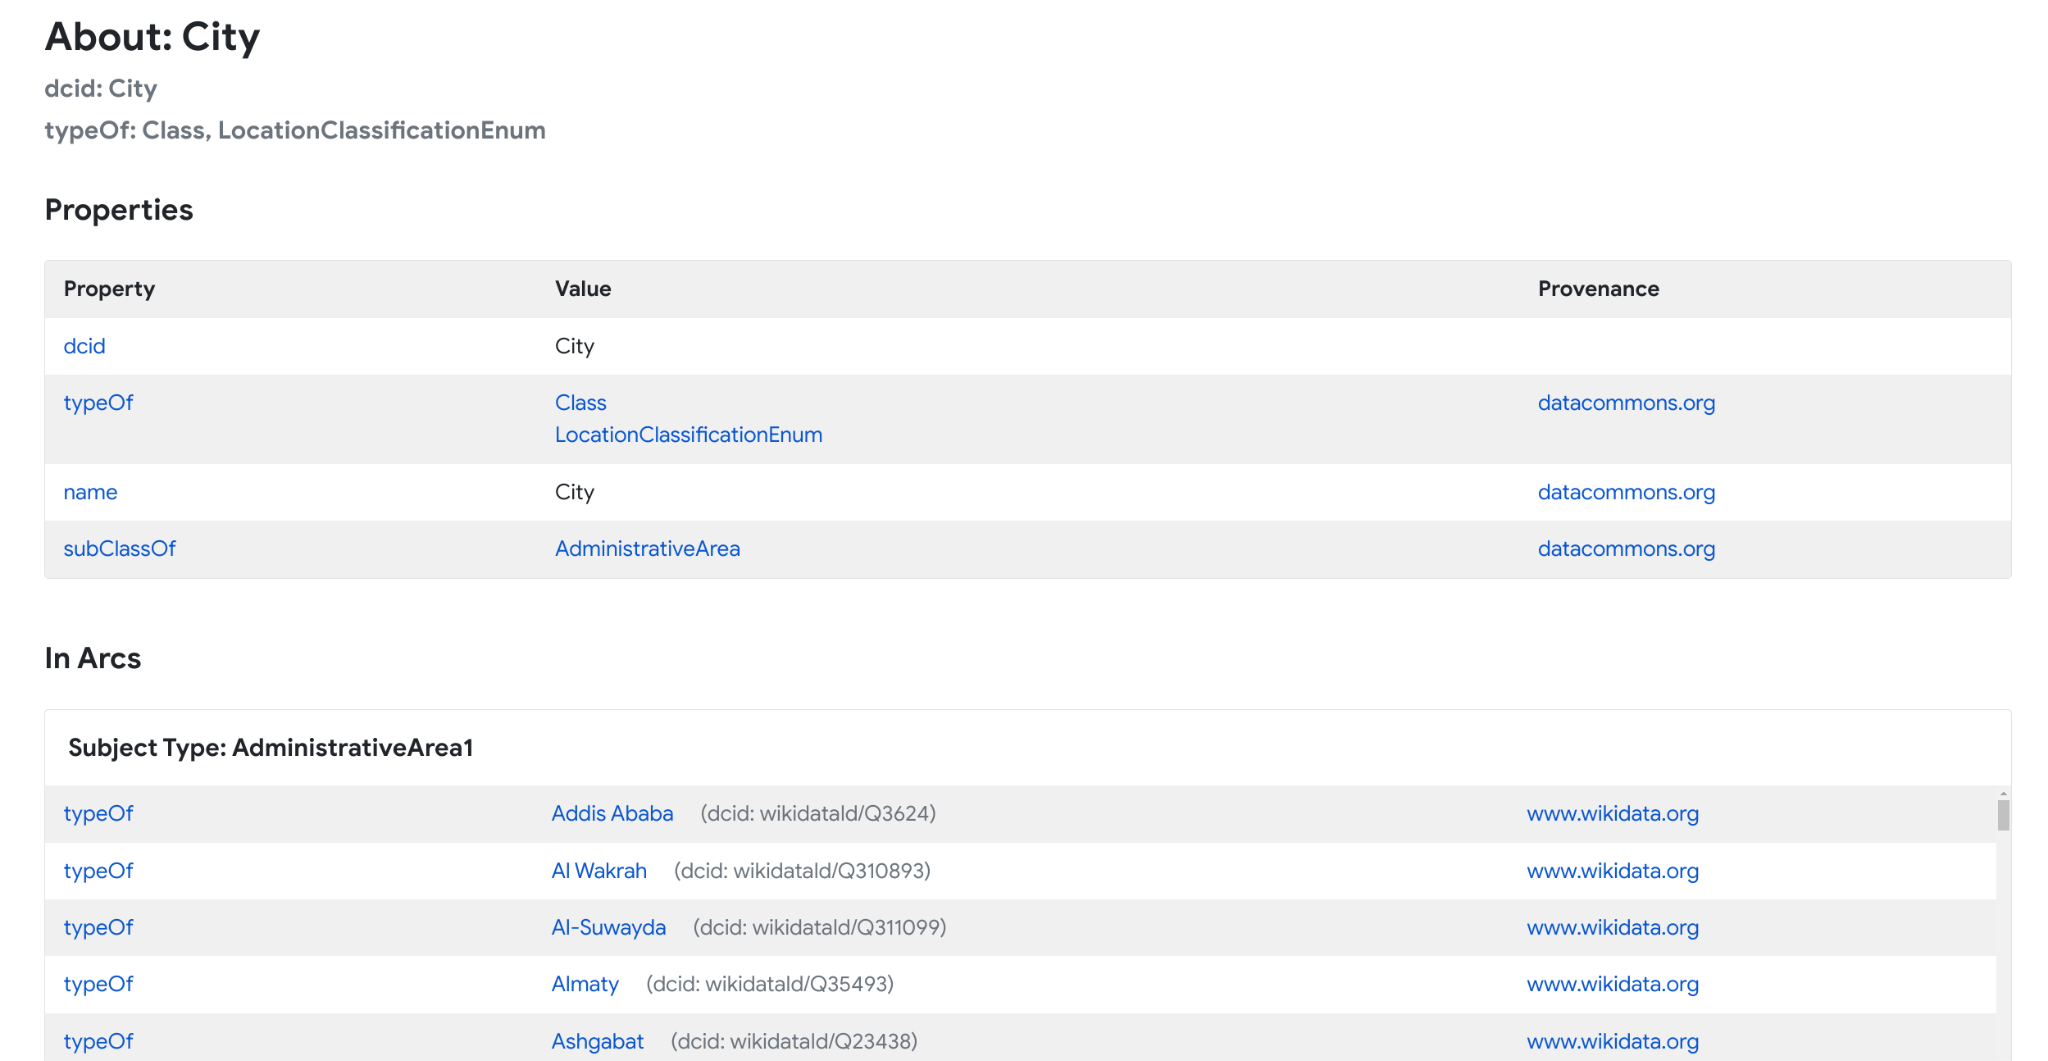 About: City
dcid: City
typeOf: Class, LocationClassificationEnum
Properties
Property Value Provenance
dcid City
typeOf Class datacommons.org
LocationClassificationEnum
name City datacommons.org
subClassOf AdministrativeArea datacommons.org
In Arcs
Subject Type: AdministrativeArea1
typeOf Addis Ababa (dcid: wikidataId/Q3624) www.wikidata.org
typeOf Al Wakrah (dcid: wikidataId/Q310893) www.wikidata.org
typeOf Al-Suwayda (dcid: wikidataId/Q311099) www.wikidata.org
typeOf Almaty (dcid: wikidataId/Q35493) www.wikidata.org
typeOf Ashgabat (dcid: wikidataId/Q23438) www.wikidata.org